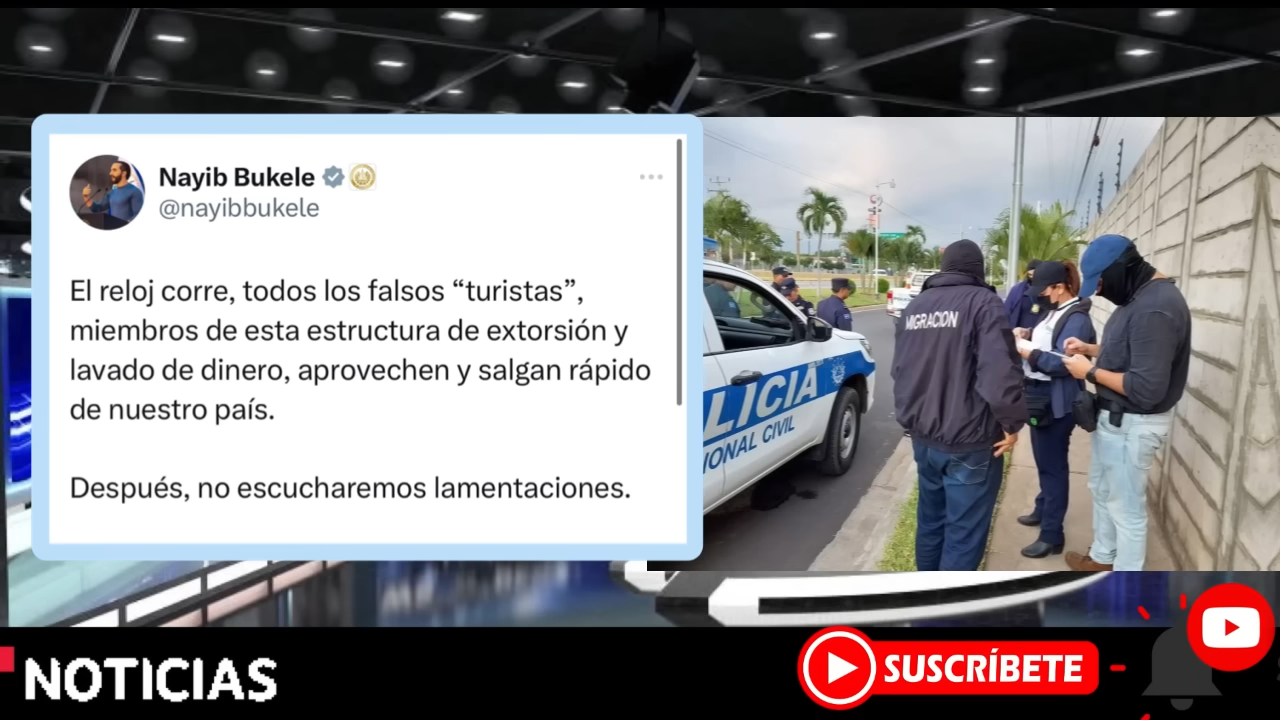 Nayib Bukele
@nayibbukele
El reloj corre, todos los falsos “turistas”,
miembros de esta estructura de extorsión y
lavado de dinero, aprovechen y salgan rápido
de nuestro país.
Después, no escucharemos lamentaciones.
MIGRACION
LICIA
IONAL CIVIL
NOTICIAS
SUSCRÍBETE